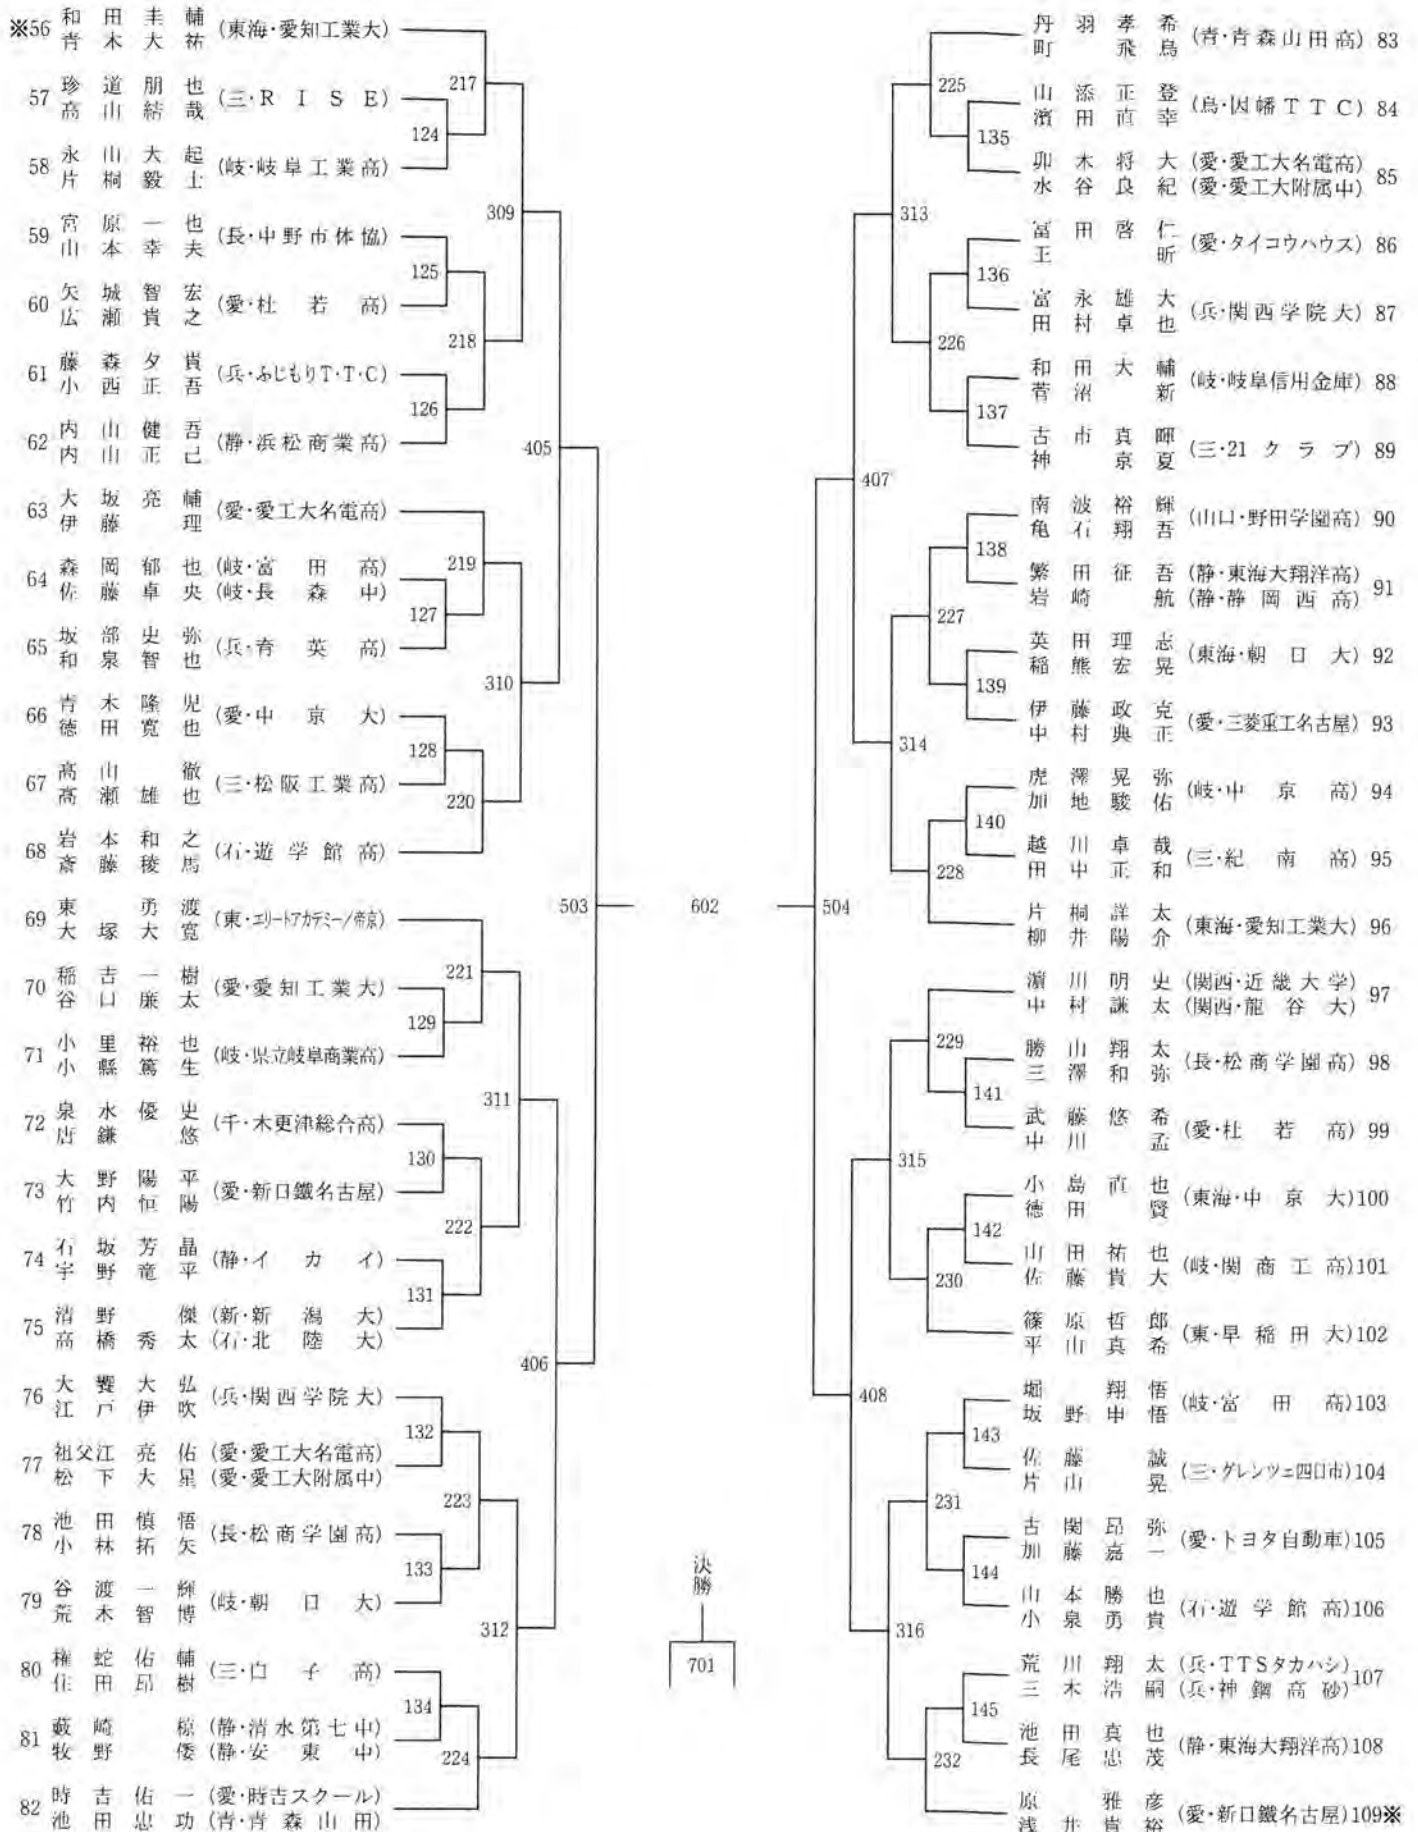 ※56 和田圭輔 (東海・愛知工業大)
青木大祐
217
57 珍道朋也 (三・RISE)
高山結哉
124
58 永山大起 (岐・岐阜工業高)
片桐毅士
309
59 宮原一也 (長・中野市体協)
山本幸夫
125
60 矢城智宏 (愛・杜若高)
広瀬貴之
218
61 藤森夕貴 (兵・ふじもりT・T・C)
小西正吾
126
62 内山健吾 (静・浜松商業高)
内山正己
405
63 大坂亮輔 (愛・愛工大名電高)
伊藤理
219
64 森岡郁也 (岐・富田高)
佐藤卓央 (岐・長森中)
127
65 坂部史弥 (兵・育英高)
和泉智也
310
66 青木隆児 (愛・中京大)
徳田寛也
128
67 髙山徹 (三・松阪工業高)
高瀬雄也
220
68 岩本和之 (石・遊学館高)
斎藤稜馬
503
69 東勇渡 (東・エリートアカデミー/帝京)
大塚大寛
221
70 稲吉一樹 (愛・愛知工業大)
谷口廉太
129
71 小里裕也 (岐・県立岐阜商業高)
小縣篤生
311
72 泉水優史 (千・木更津総合高)
唐鎌悠
130
73 大野陽平 (愛・新日鐵名古屋)
竹内恒陽
222
74 石坂芳晶 (静・イカイ)
宇野竜平
131
75 清野傑 (新・新潟大)
高橋秀太 (石・北陸大)
406
76 大饗大弘 (兵・関西学院大)
江戸伊吹
132
77 祖父江亮佑 (愛・愛工大名電高)
松下大星 (愛・愛工大附属中)
223
78 池田慎悟 (長・松商学園高)
小林拓矢
133
79 谷渡一輝 (岐・朝日大)
荒木智博
312
80 権蛇佑輔 (三・白子高)
住田昂樹
134
81 藪崎椋 (静・清水第七中)
牧野倭 (静・安東中)
224
82 時吉佑一 (愛・時吉スクール)
池田忠功 (青・青森山田)
602
決勝
701
丹羽孝希 (青・青森山田高) 83
町飛鳥
225
山添正登 (鳥・因幡TTC) 84
濱田直幸
135
卯木将大 (愛・愛工大名電高) 85
水谷良紀 (愛・愛工大附属中)
313
冨田啓仁 (愛・タイコウハウス) 86
王昕
136
富永雄大 (兵・関西学院大) 87
田村卓也
226
和田大輔 (岐・岐阜信用金庫) 88
菅沼新
137
古市真暉 (三・21クラブ) 89
神京夏
407
南波裕輝 (山口・野田学園高) 90
亀石翔吾
138
繁田征吾 (静・東海大翔洋高) 91
岩崎航 (静・静岡西高)
227
英田理志 (東海・朝日大) 92
稲熊宏晃
139
伊藤政克 (愛・三菱重工名古屋) 93
中村典正
314
虎澤晃弥 (岐・中京高) 94
加地駿佑
140
越川卓哉 (三・紀南高) 95
田中正和
228
片桐詳太 (東海・愛知工業大) 96
柳井陽介
504
濵川明史 (関西・近畿大学) 97
中村謙太 (関西・龍谷大)
229
勝山翔太 (長・松商学園高) 98
三澤和弥
141
武藤悠希 (愛・杜若高) 99
中川孟
315
小島直也 (東海・中京大) 100
徳田賢
142
山田祐也 (岐・関商工高) 101
佐藤貴大
230
篠原哲郎 (東・早稲田大) 102
平山真希
408
堀翔悟 (岐・富田高) 103
坂野申悟
143
佐藤誠 (三・グレンツェ四日市) 104
片山晃
231
古関昂弥 (愛・トヨタ自動車) 105
加藤嘉一
144
山本勝也 (石・遊学館高) 106
小泉勇貴
316
荒川翔太 (兵・TTSタカハシ) 107
三木浩嗣 (兵・神鋼高砂)
145
池田真也 (静・東海大翔洋高) 108
長尾忠茂
232
原雅彦 (愛・新日鐵名古屋) 109※
浅井貴裕